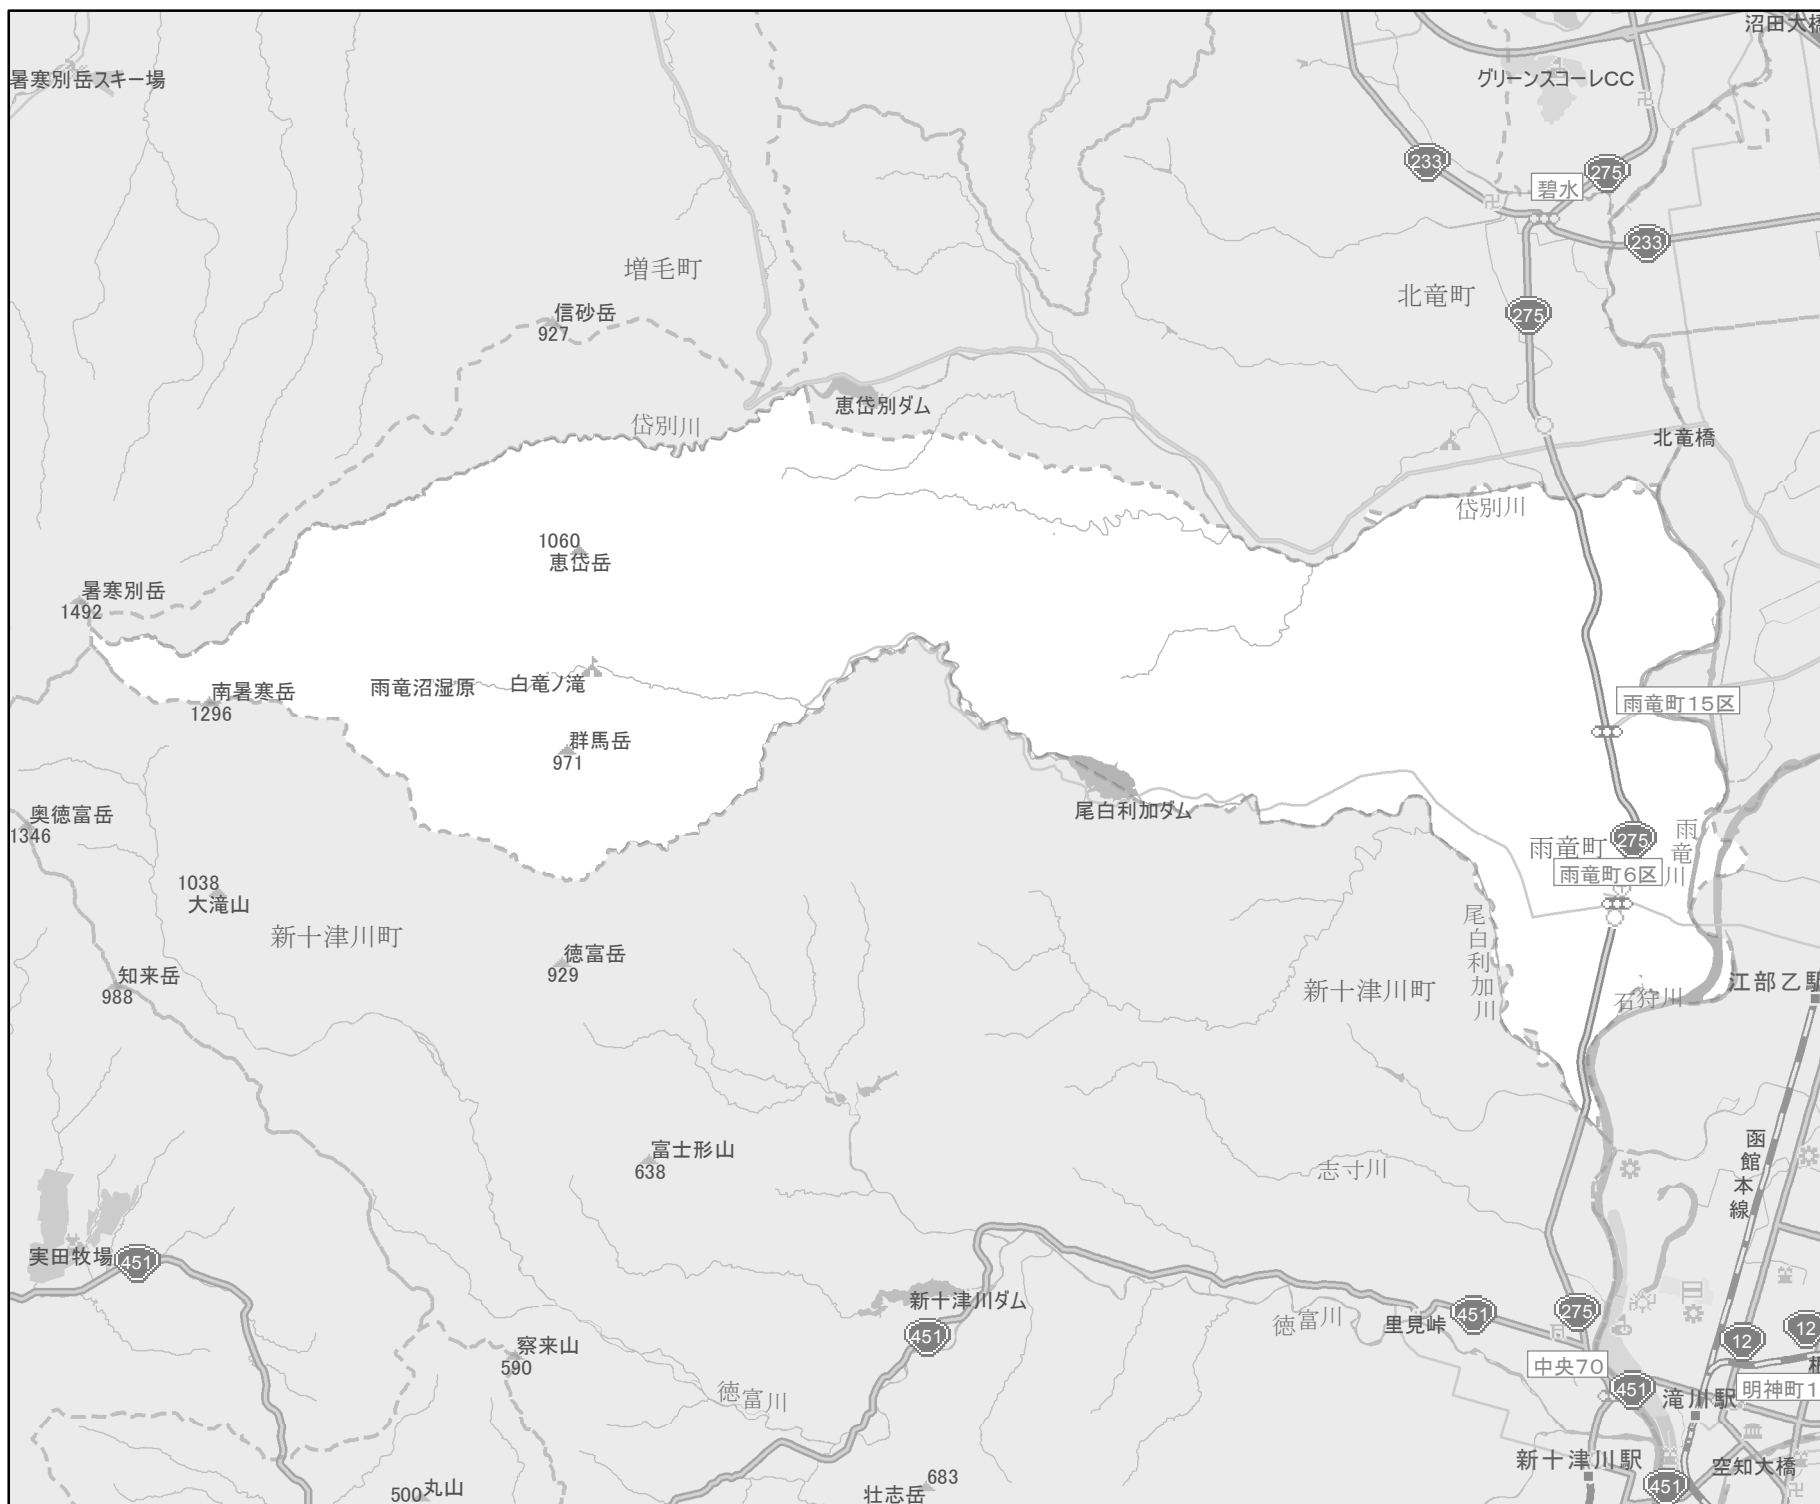 沼田大橋
暑寒別岳スキー場
グリーンスコーレCC
233
275
碧水
233
増毛町
北竜町
信砂岳
927
275
恵岱別ダム
岱別川
北竜橋
岱別川
1060
恵岱岳
暑寒別岳
1492
南暑寒岳
1296
雨竜沼湿原
白竜ノ滝
雨竜町15区
群馬岳
971
奥徳富岳
1346
尾白利加ダム
雨竜町
275
雨竜川
雨竜町6区
1038
大滝山
新十津川町
徳富岳
929
尾白利加川
知来岳
988
新十津川町
石狩川
江部乙駅
富士形山
638
志寸川
函館本線
実田牧場
451
新十津川ダム
451
徳富川
里見峠
451
275
12
12
察来山
590
徳富川
中央70
451
滝川駅
明神町1
新十津川駅
空知大橋
451
500
丸山
683
壮志岳